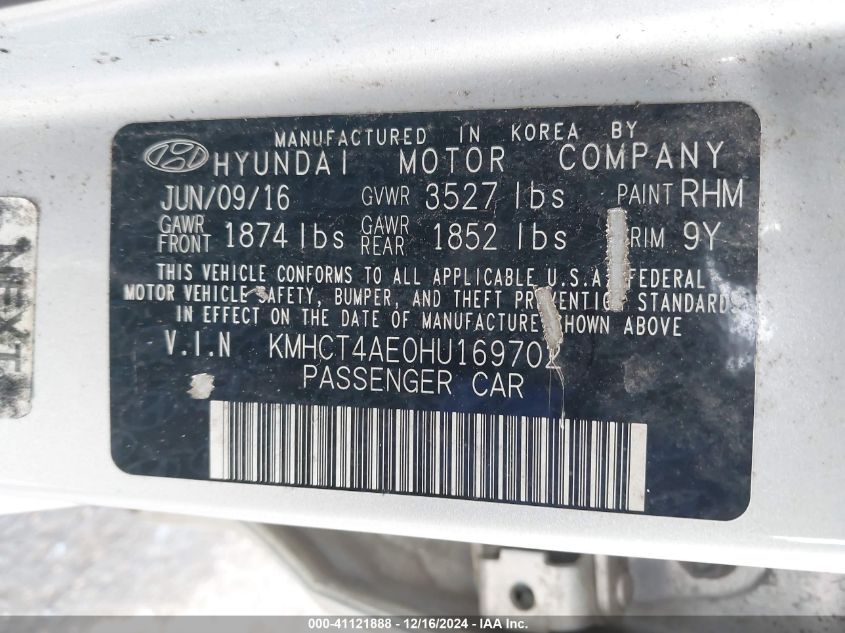 MANUFACTURED IN KOREA BY
HYUNDAI MOTOR COMPANY
JUN/09/16 GVWR 3527 lbs PAINT RHM
GAWR FRONT 1874 lbs GAWR REAR 1852 lbs TRIM 9Y
THIS VEHICLE CONFORMS TO ALL APPLICABLE U.S.A. FEDERAL
MOTOR VEHICLE SAFETY, BUMPER, AND THEFT PREVENTION STANDARDS
IN EFFECT ON THE DATE OF MANUFACTURE SHOWN ABOVE
V.I.N KMHCT4AE0HU169702
PASSENGER CAR
NEXT
000-41121888 - 12/16/2024 - IAA Inc.